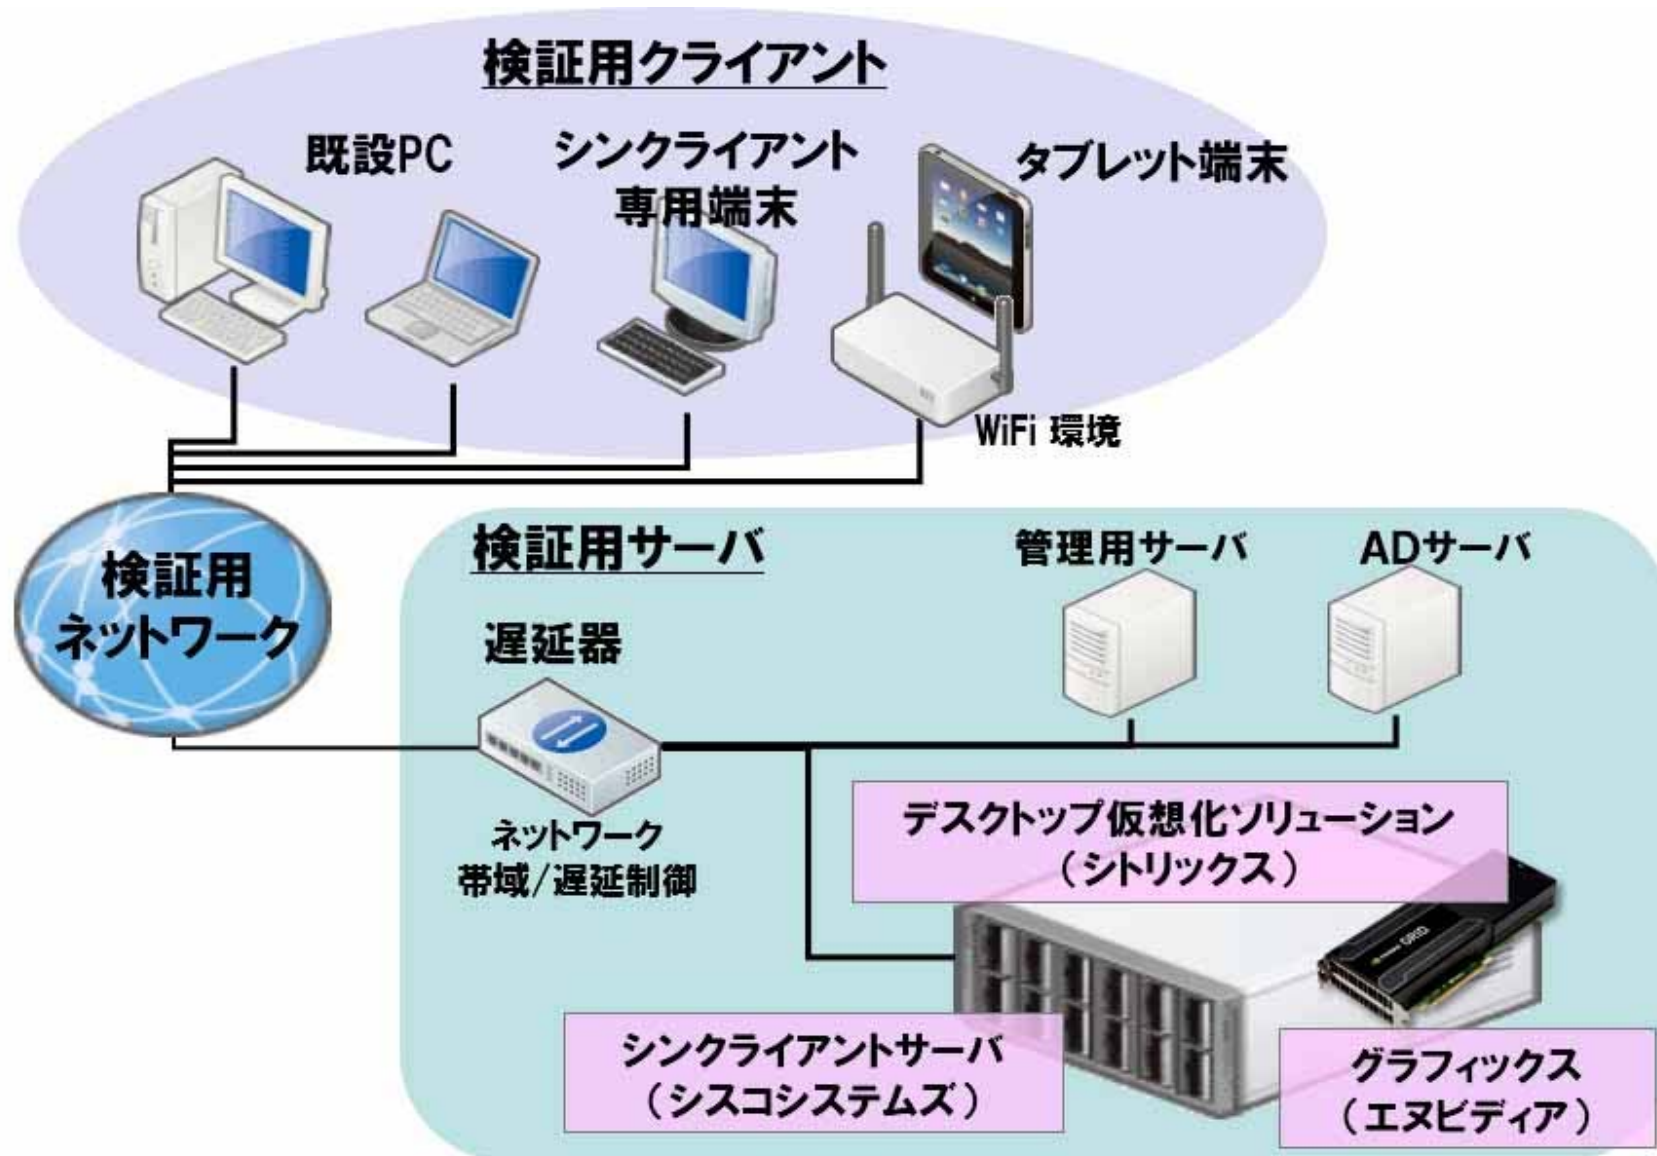 検証用クライアント
既設PC
シンクライアント
専用端末
タブレット端末
WiFi 環境
検証用
ネットワーク
検証用サーバ
管理用サーバ
ADサーバ
遅延器
ネットワーク
帯域/遅延制御
デスクトップ仮想化ソリューション
(シトリックス)
GRID
シンクライアントサーバ
(シスコシステムズ)
グラフィックス
(エヌビディア)